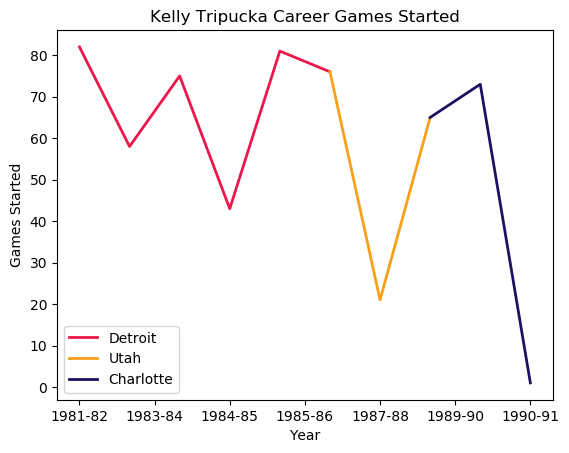 Kelly Tripucka Career Games Started
Games Started
80
70
60
50
40
30
20
10
0
Detroit
Utah
Charlotte
1981-82 1983-84 1984-85 1985-86 1987-88 1989-90 1990-91
Year